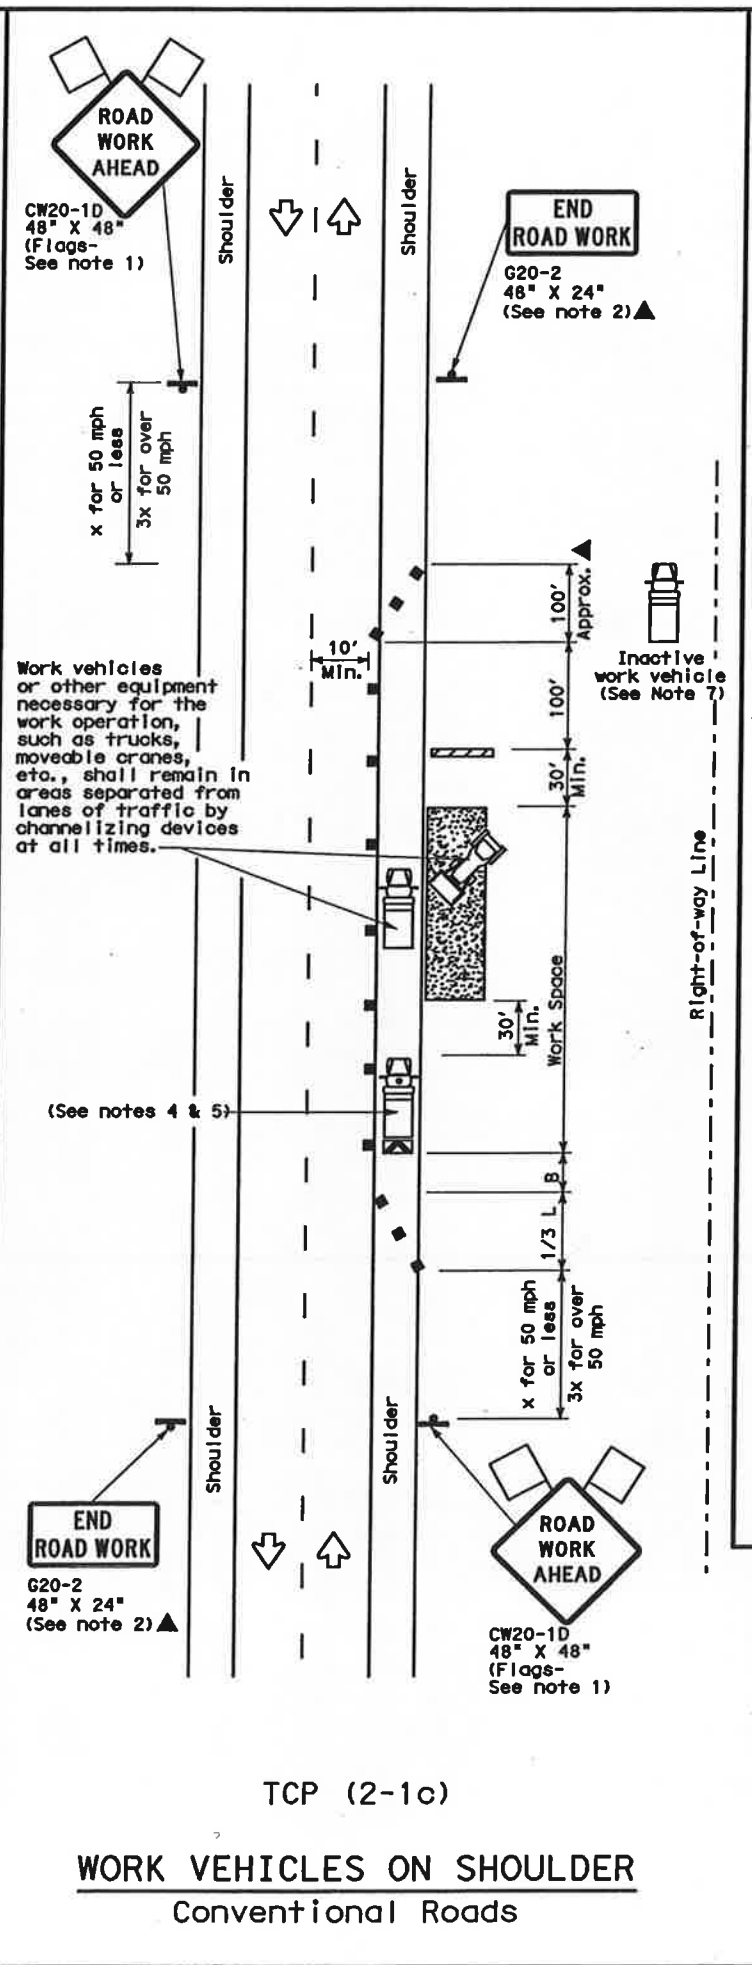 ROAD
WORK
AHEAD
CW20-1D
48" X 48"
(Flags-
See note 1)
Shoulder
Shoulder
END
ROAD WORK
G20-2
48" X 24"
(See note 2)▲
x for 50 mph
or less
3x for over
50 mph
100'
Approx. ▲
Inactive
work vehicle
(See Note 7)
10'
Min.
100'
Work vehicles
or other equipment
necessary for the
work operation,
such as trucks,
moveable cranes,
etc., shall remain in
areas separated from
lanes of traffic by
channelizing devices
at all times.
30'
Min.
Right-of-way Line
Work Space
30'
Min.
(See notes 4 & 5)
B
1/3 L
x for 50 mph
or less
3x for over
50 mph
Shoulder
Shoulder
END
ROAD WORK
G20-2
48" X 24"
(See note 2)▲
ROAD
WORK
AHEAD
CW20-1D
48" X 48"
(Flags-
See note 1)
TCP (2-1c)
WORK VEHICLES ON SHOULDER
Conventional Roads